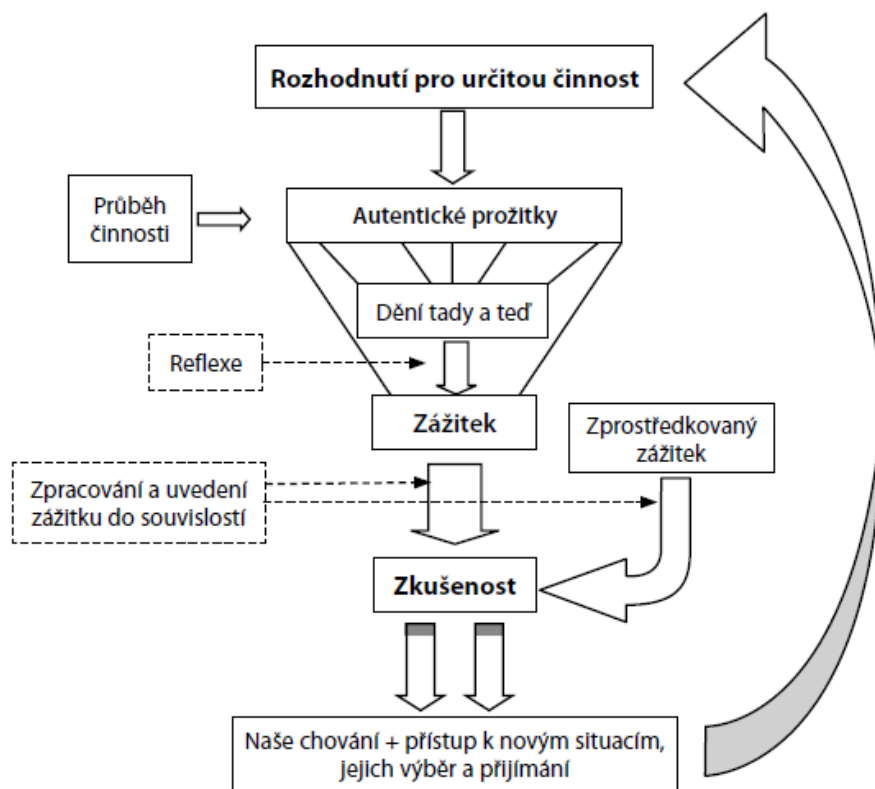 Rozhodnutí pro určitou činnost
Průběh
činnosti
Autentické prožitky
Dění tady a teď
Reflexe
Zážitek
Zprostředkovaný
zážitek
Zpracování a uvedení
zážitku do souvislostí
Zkušenost
Naše chování + přístup k novým situacím,
jejich výběr a přijímání